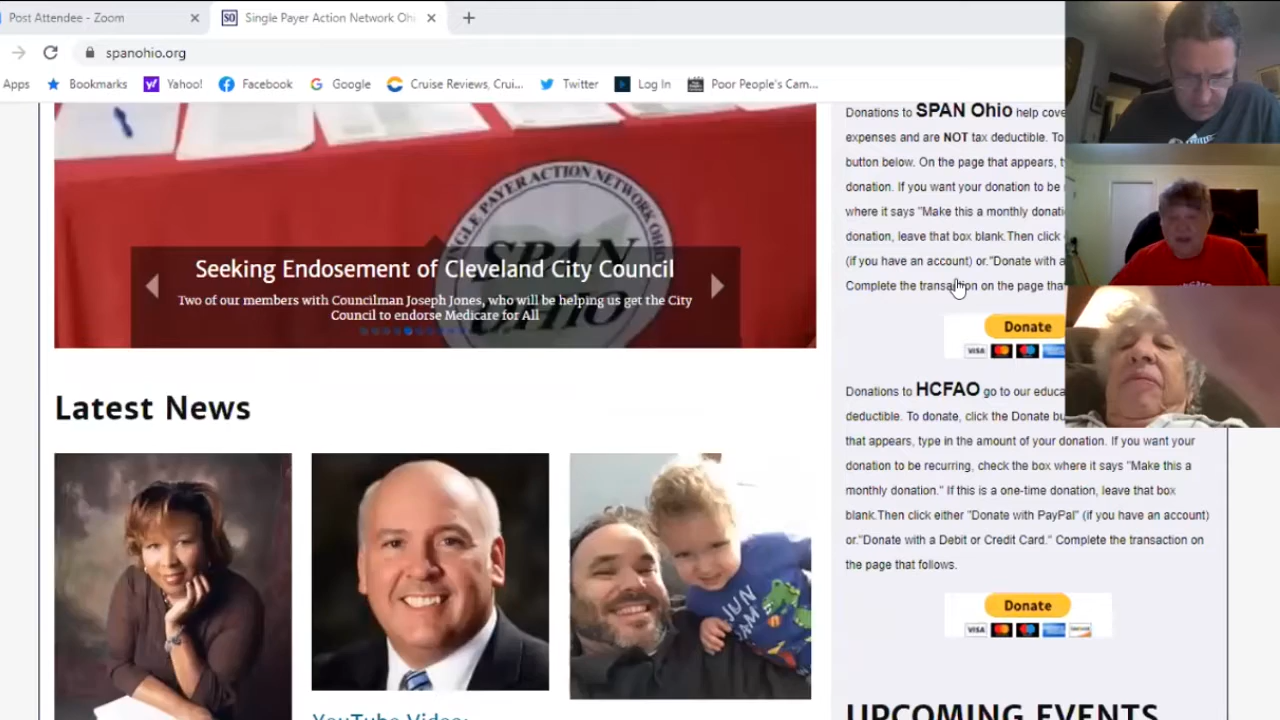 Post Attendee - Zoom
Single Payer Action Network Ohi
spanohio.org
Apps Bookmarks Yahoo! Facebook Google Cruise Reviews, Crui... Twitter Log In Poor People's Cam...
SINGLE PAYER ACTION NETWORK OHIO
SPAN
OHIO
Seeking Endosement of Cleveland City Council
Two of our members with Councilman Joseph Jones, who will be helping us get the City
Council to endorse Medicare for All
Latest News
YouTube Video:
Donations to SPAN Ohio help cove
expenses and are NOT tax deductible. To
button below. On the page that appears, t
donation. If you want your donation to be
where it says "Make this a monthly donati
donation, leave that box blank.Then click
(if you have an account) or."Donate with a
Complete the transaction on the page tha
Donate
VISA
Donations to HCFAO go to our educa
deductible. To donate, click the Donate bu
that appears, type in the amount of your donation. If you want your
donation to be recurring, check the box where it says "Make this a
monthly donation." If this is a one-time donation, leave that box
blank.Then click either "Donate with PayPal" (if you have an account)
or."Donate with a Debit or Credit Card." Complete the transaction on
the page that follows.
Donate
VISA
UPCOMING EVENTS